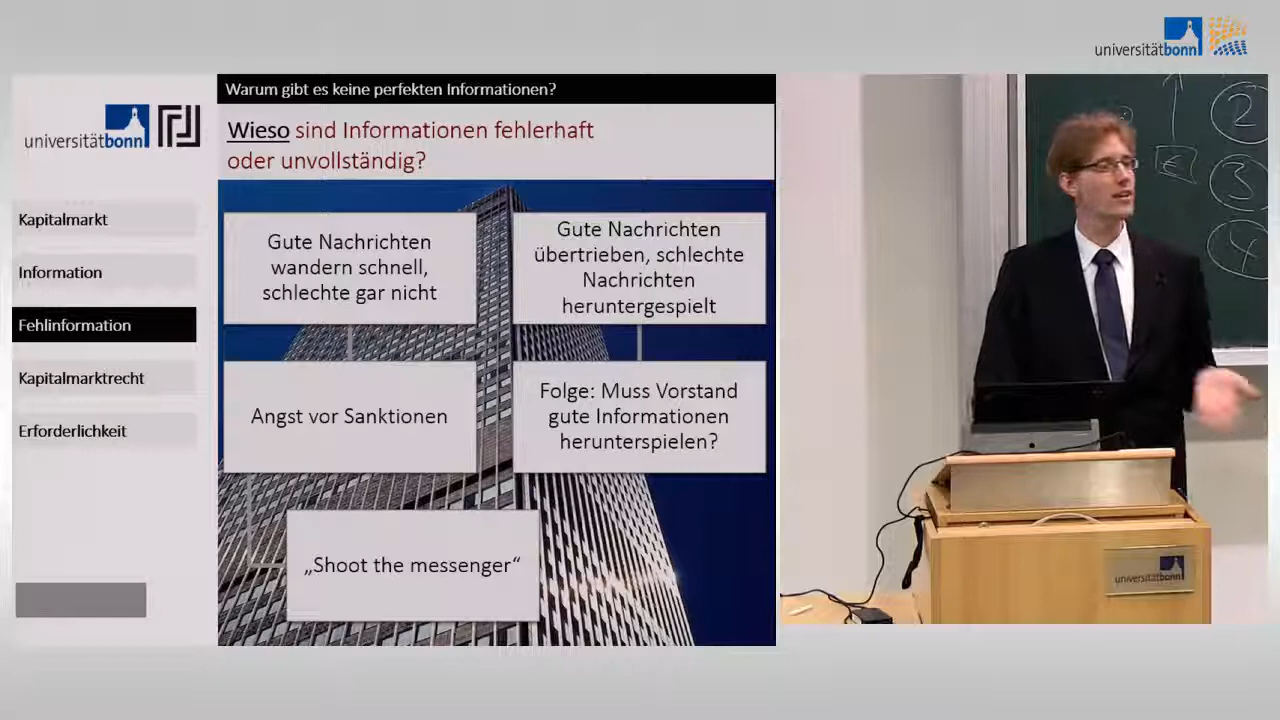 universitätbonn
universitätbonn
Kapitalmarkt
Information
Fehlinformation
Kapitalmarktrecht
Erforderlichkeit
Warum gibt es keine perfekten Informationen?
Wieso sind Informationen fehlerhaft
oder unvollständig?
Gute Nachrichten
wandern schnell,
schlechte gar nicht
Gute Nachrichten
übertrieben, schlechte
Nachrichten
heruntergespielt
Angst vor Sanktionen
Folge: Muss Vorstand
gute Informationen
herunterspielen?
„Shoot the messenger“
€
2
3
4
universitätbonn